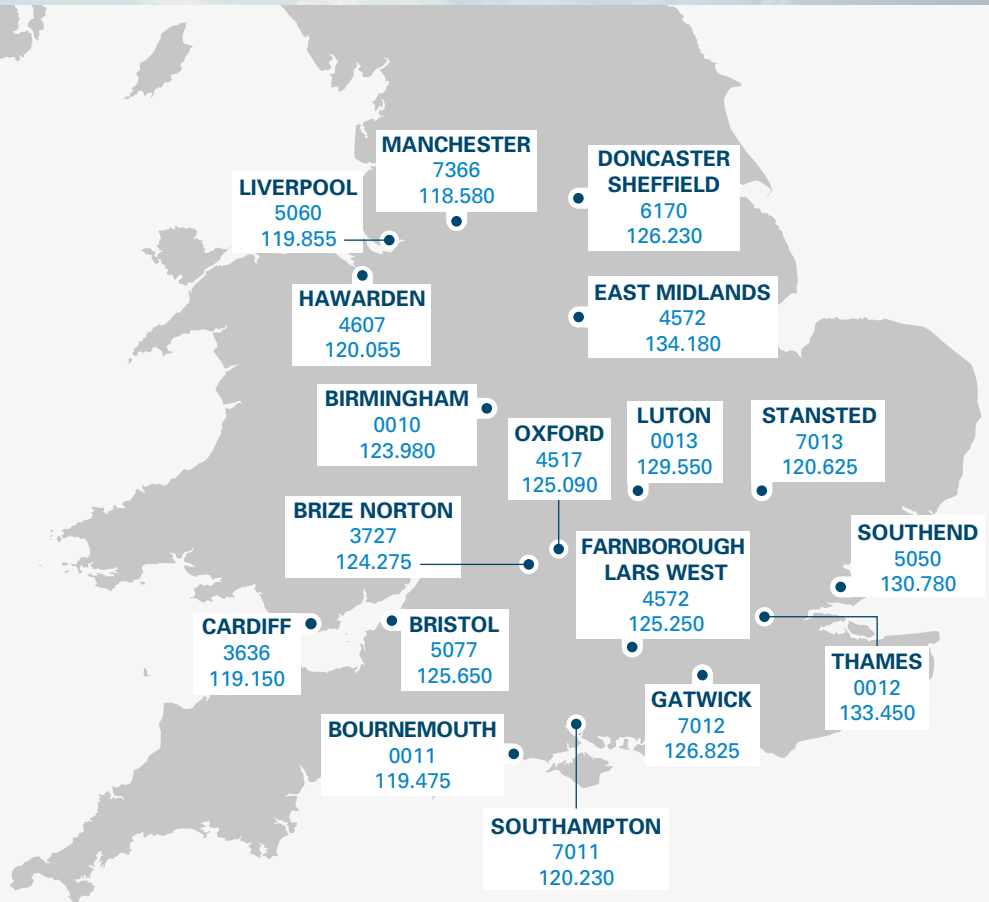 MANCHESTER
7366
118.580
DONCASTER
SHEFFIELD
6170
126.230
LIVERPOOL
5060
119.855
HAWARDEN
4607
120.055
EAST MIDLANDS
4572
134.180
BIRMINGHAM
0010
123.980
OXFORD
4517
125.090
LUTON
0013
129.550
STANSTED
7013
120.625
BRIZE NORTON
3727
124.275
FARNBOROUGH
LARS WEST
4572
125.250
SOUTHEND
5050
130.780
CARDIFF
3636
119.150
BRISTOL
5077
125.650
THAMES
0012
133.450
GATWICK
7012
126.825
BOURNEMOUTH
0011
119.475
SOUTHAMPTON
7011
120.230